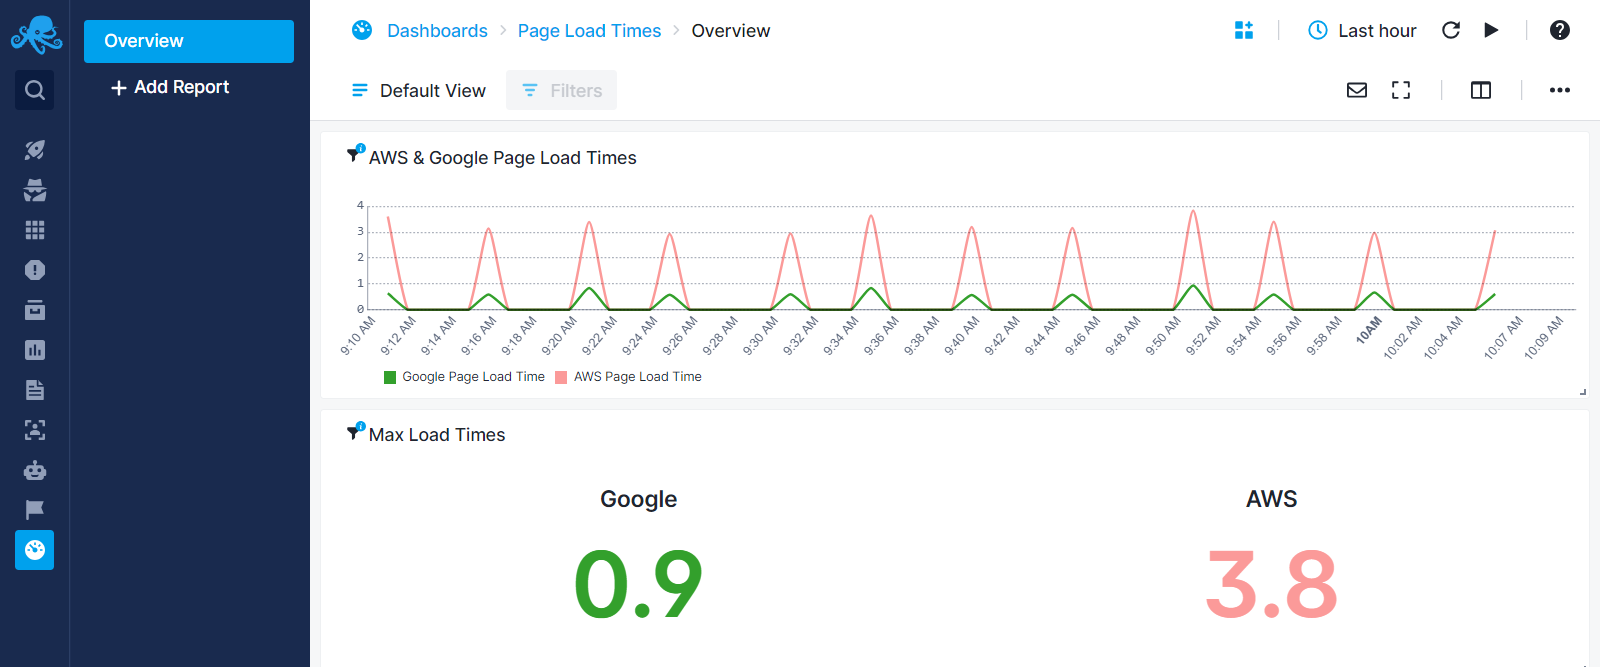 Overview
+ Add Report
Dashboards > Page Load Times > Overview
Last hour
Default View
Filters
AWS & Google Page Load Times
4
3
2
1
0
9:10 AM 9:12 AM 9:14 AM 9:16 AM 9:18 AM 9:20 AM 9:22 AM 9:24 AM 9:26 AM 9:28 AM 9:30 AM 9:32 AM 9:34 AM 9:36 AM 9:38 AM 9:40 AM 9:42 AM 9:44 AM 9:46 AM 9:48 AM 9:50 AM 9:52 AM 9:54 AM 9:56 AM 9:58 AM 10AM 10:02 AM 10:04 AM 10:07 AM 10:09 AM
Google Page Load Time AWS Page Load Time
Max Load Times
Google AWS
0.9 3.8